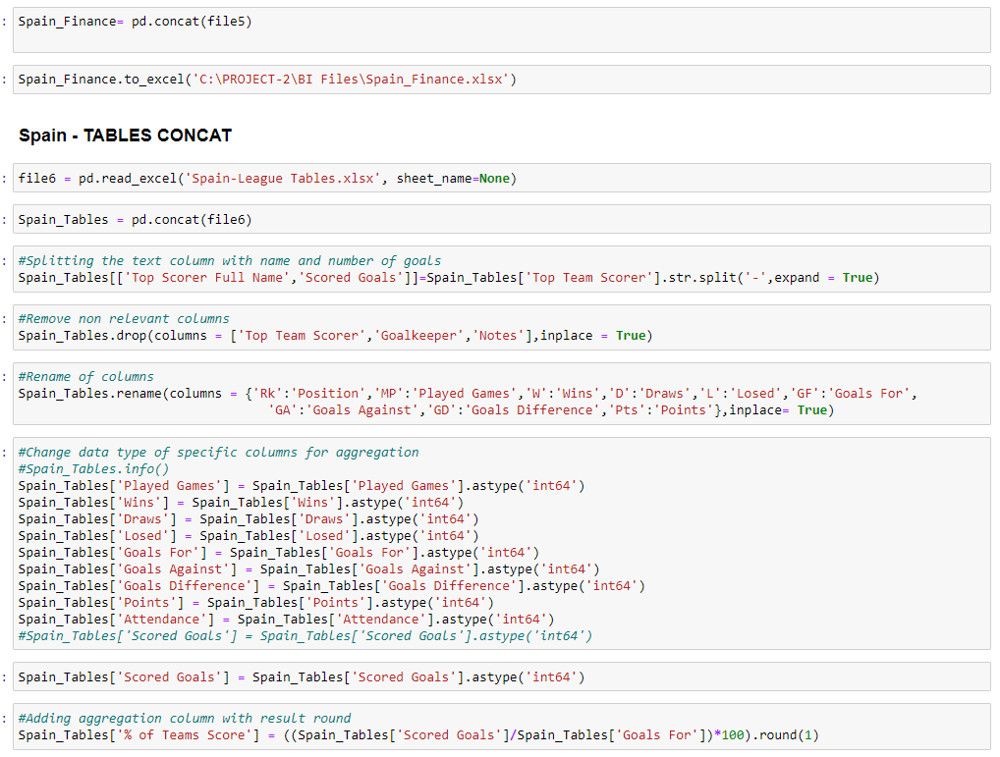 : Spain_Finance= pd.concat(file5)
: Spain_Finance.to_excel('C:\PROJECT-2\BI Files\Spain_Finance.xlsx')
Spain - TABLES CONCAT
: file6 = pd.read_excel('Spain-League Tables.xlsx', sheet_name=None)
: Spain_Tables = pd.concat(file6)
: #Splitting the text column with name and number of goals
Spain_Tables[['Top Scorer Full Name','Scored Goals']]=Spain_Tables['Top Team Scorer'].str.split('-',expand = True)
: #Remove non relevant columns
Spain_Tables.drop(columns = ['Top Team Scorer','Goalkeeper','Notes'],inplace = True)
: #Rename of columns
Spain_Tables.rename(columns = {'Rk':'Position','MP':'Played Games','W':'Wins','D':'Draws','L':'Losed','GF':'Goals For',
'GA':'Goals Against','GD':'Goals Difference','Pts':'Points'},inplace= True)
: #Change data type of specific columns for aggregation
#Spain_Tables.info()
Spain_Tables['Played Games'] = Spain_Tables['Played Games'].astype('int64')
Spain_Tables['Wins'] = Spain_Tables['Wins'].astype('int64')
Spain_Tables['Draws'] = Spain_Tables['Draws'].astype('int64')
Spain_Tables['Losed'] = Spain_Tables['Losed'].astype('int64')
Spain_Tables['Goals For'] = Spain_Tables['Goals For'].astype('int64')
Spain_Tables['Goals Against'] = Spain_Tables['Goals Against'].astype('int64')
Spain_Tables['Goals Difference'] = Spain_Tables['Goals Difference'].astype('int64')
Spain_Tables['Points'] = Spain_Tables['Points'].astype('int64')
Spain_Tables['Attendance'] = Spain_Tables['Attendance'].astype('int64')
#Spain_Tables['Scored Goals'] = Spain_Tables['Scored Goals'].astype('int64')
: Spain_Tables['Scored Goals'] = Spain_Tables['Scored Goals'].astype('int64')
: #Adding aggregation column with result round
Spain_Tables['% of Teams Score'] = ((Spain_Tables['Scored Goals']/Spain_Tables['Goals For'])*100).round(1)